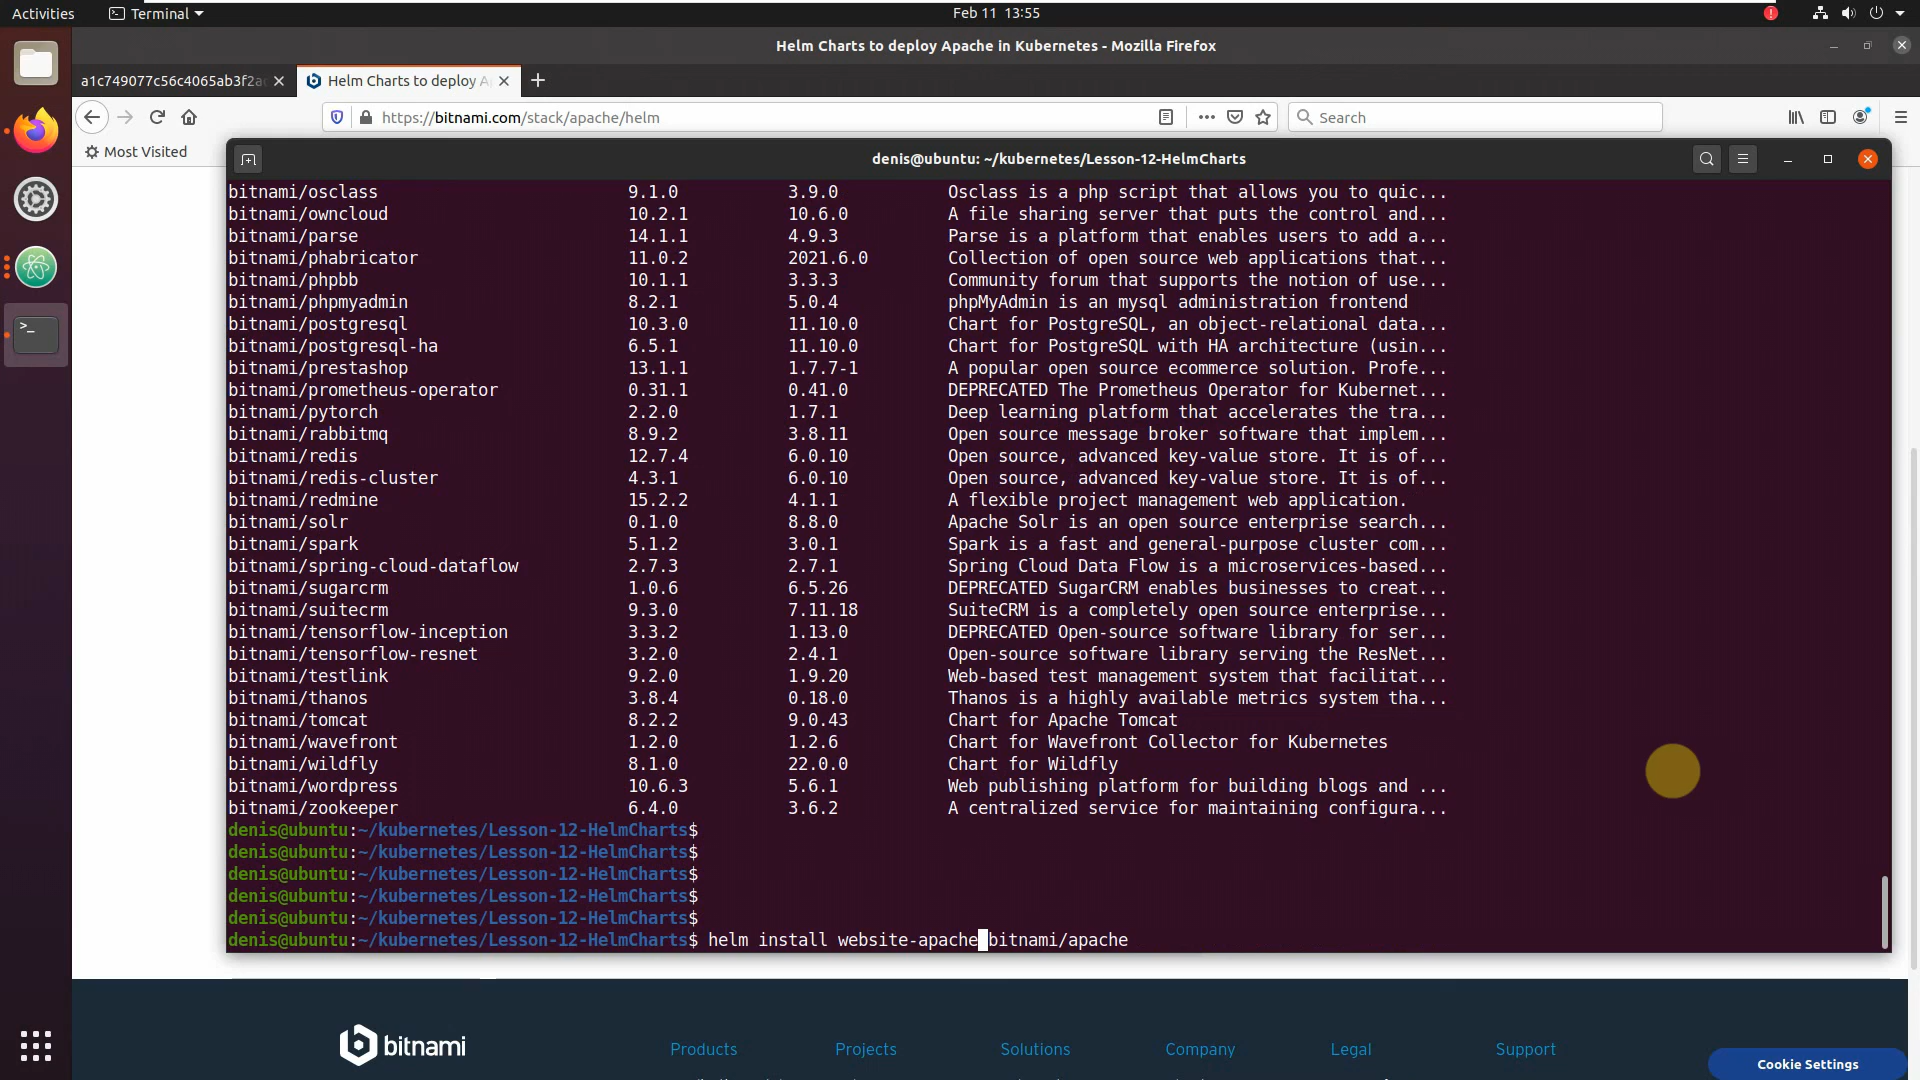 Activities
Terminal
Feb 11 13:55
Helm Charts to deploy Apache in Kubernetes - Mozilla Firefox
a1c749077c56c4065ab3f2a
Helm Charts to deploy A
https://bitnami.com/stack/apache/helm
Search
Most Visited
denis@ubuntu: ~/kubernetes/Lesson-12-HelmCharts
bitnami/osclass 9.1.0 3.9.0 Osclass is a php script that allows you to quic...
bitnami/owncloud 10.2.1 10.6.0 A file sharing server that puts the control and...
bitnami/parse 14.1.1 4.9.3 Parse is a platform that enables users to add a...
bitnami/phabricator 11.0.2 2021.6.0 Collection of open source web applications that...
bitnami/phpbb 10.1.1 3.3.3 Community forum that supports the notion of use...
bitnami/phpmyadmin 8.2.1 5.0.4 phpMyAdmin is an mysql administration frontend
bitnami/postgresql 10.3.0 11.10.0 Chart for PostgreSQL, an object-relational data...
bitnami/postgresql-ha 6.5.1 11.10.0 Chart for PostgreSQL with HA architecture (usin...
bitnami/prestashop 13.1.1 1.7.7-1 A popular open source ecommerce solution. Profe...
bitnami/prometheus-operator 0.31.1 0.41.0 DEPRECATED The Prometheus Operator for Kubernet...
bitnami/pytorch 2.2.0 1.7.1 Deep learning platform that accelerates the tra...
bitnami/rabbitmq 8.9.2 3.8.11 Open source message broker software that implem...
bitnami/redis 12.7.4 6.0.10 Open source, advanced key-value store. It is of...
bitnami/redis-cluster 4.3.1 6.0.10 Open source, advanced key-value store. It is of...
bitnami/redmine 15.2.2 4.1.1 A flexible project management web application.
bitnami/solr 0.1.0 8.8.0 Apache Solr is an open source enterprise search...
bitnami/spark 5.1.2 3.0.1 Spark is a fast and general-purpose cluster com...
bitnami/spring-cloud-dataflow 2.7.3 2.7.1 Spring Cloud Data Flow is a microservices-based...
bitnami/sugarcrm 1.0.6 6.5.26 DEPRECATED SugarCRM enables businesses to creat...
bitnami/suitecrm 9.3.0 7.11.18 SuiteCRM is a completely open source enterprise...
bitnami/tensorflow-inception 3.3.2 1.13.0 DEPRECATED Open-source software library for ser...
bitnami/tensorflow-resnet 3.2.0 2.4.1 Open-source software library serving the ResNet...
bitnami/testlink 9.2.0 1.9.20 Web-based test management system that facilitat...
bitnami/thanos 3.8.4 0.18.0 Thanos is a highly available metrics system tha...
bitnami/tomcat 8.2.2 9.0.43 Chart for Apache Tomcat
bitnami/wavefront 1.2.0 1.2.6 Chart for Wavefront Collector for Kubernetes
bitnami/wildfly 8.1.0 22.0.0 Chart for Wildfly
bitnami/wordpress 10.6.3 5.6.1 Web publishing platform for building blogs and ...
bitnami/zookeeper 6.4.0 3.6.2 A centralized service for maintaining configura...
denis@ubuntu:~/kubernetes/Lesson-12-HelmCharts$
denis@ubuntu:~/kubernetes/Lesson-12-HelmCharts$
denis@ubuntu:~/kubernetes/Lesson-12-HelmCharts$
denis@ubuntu:~/kubernetes/Lesson-12-HelmCharts$
denis@ubuntu:~/kubernetes/Lesson-12-HelmCharts$
denis@ubuntu:~/kubernetes/Lesson-12-HelmCharts$ helm install website-apache bitnami/apache
bitnami
Products Projects Solutions Company Legal Support
Cookie Settings